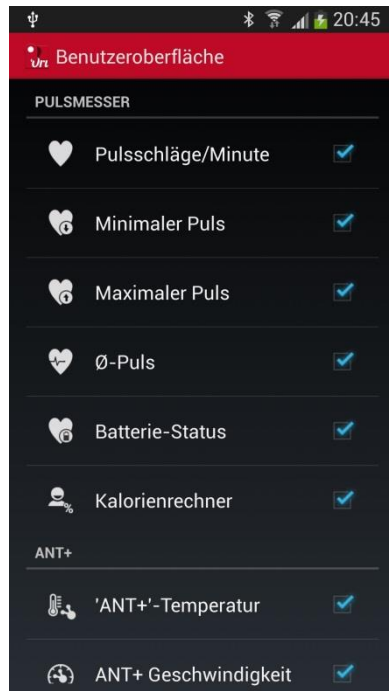 20:45
Benutzeroberfläche
PULSMESSER
Pulsschläge/Minute
Minimaler Puls
Maximaler Puls
Ø-Puls
Batterie-Status
Kalorienrechner
ANT+
'ANT+'-Temperatur
ANT+ Geschwindigkeit